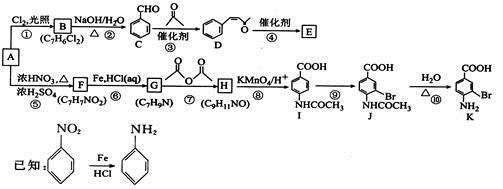 Cl₂,光照 NaOH/H₂O CHO 催化剂
① B △ ② C 催化剂 ③ D O ④ E
(C₇H₆Cl₂)
A
浓HNO₃,△ Fe,HCl(aq) O O O KMnO₄/H⁺ COOH COOH H₂O COOH
浓H₂SO₄ F G H I ⑨ Br △ ⑩ Br
⑤ (C₇H₇NO₂) ⑥ (C₇H₉N) ⑦ (C₉H₁₁NO) ⑧ NHCOCH₃ NHCOCH₃ NH₂
I J K
NO₂ NH₂
已知: Fe
HCl